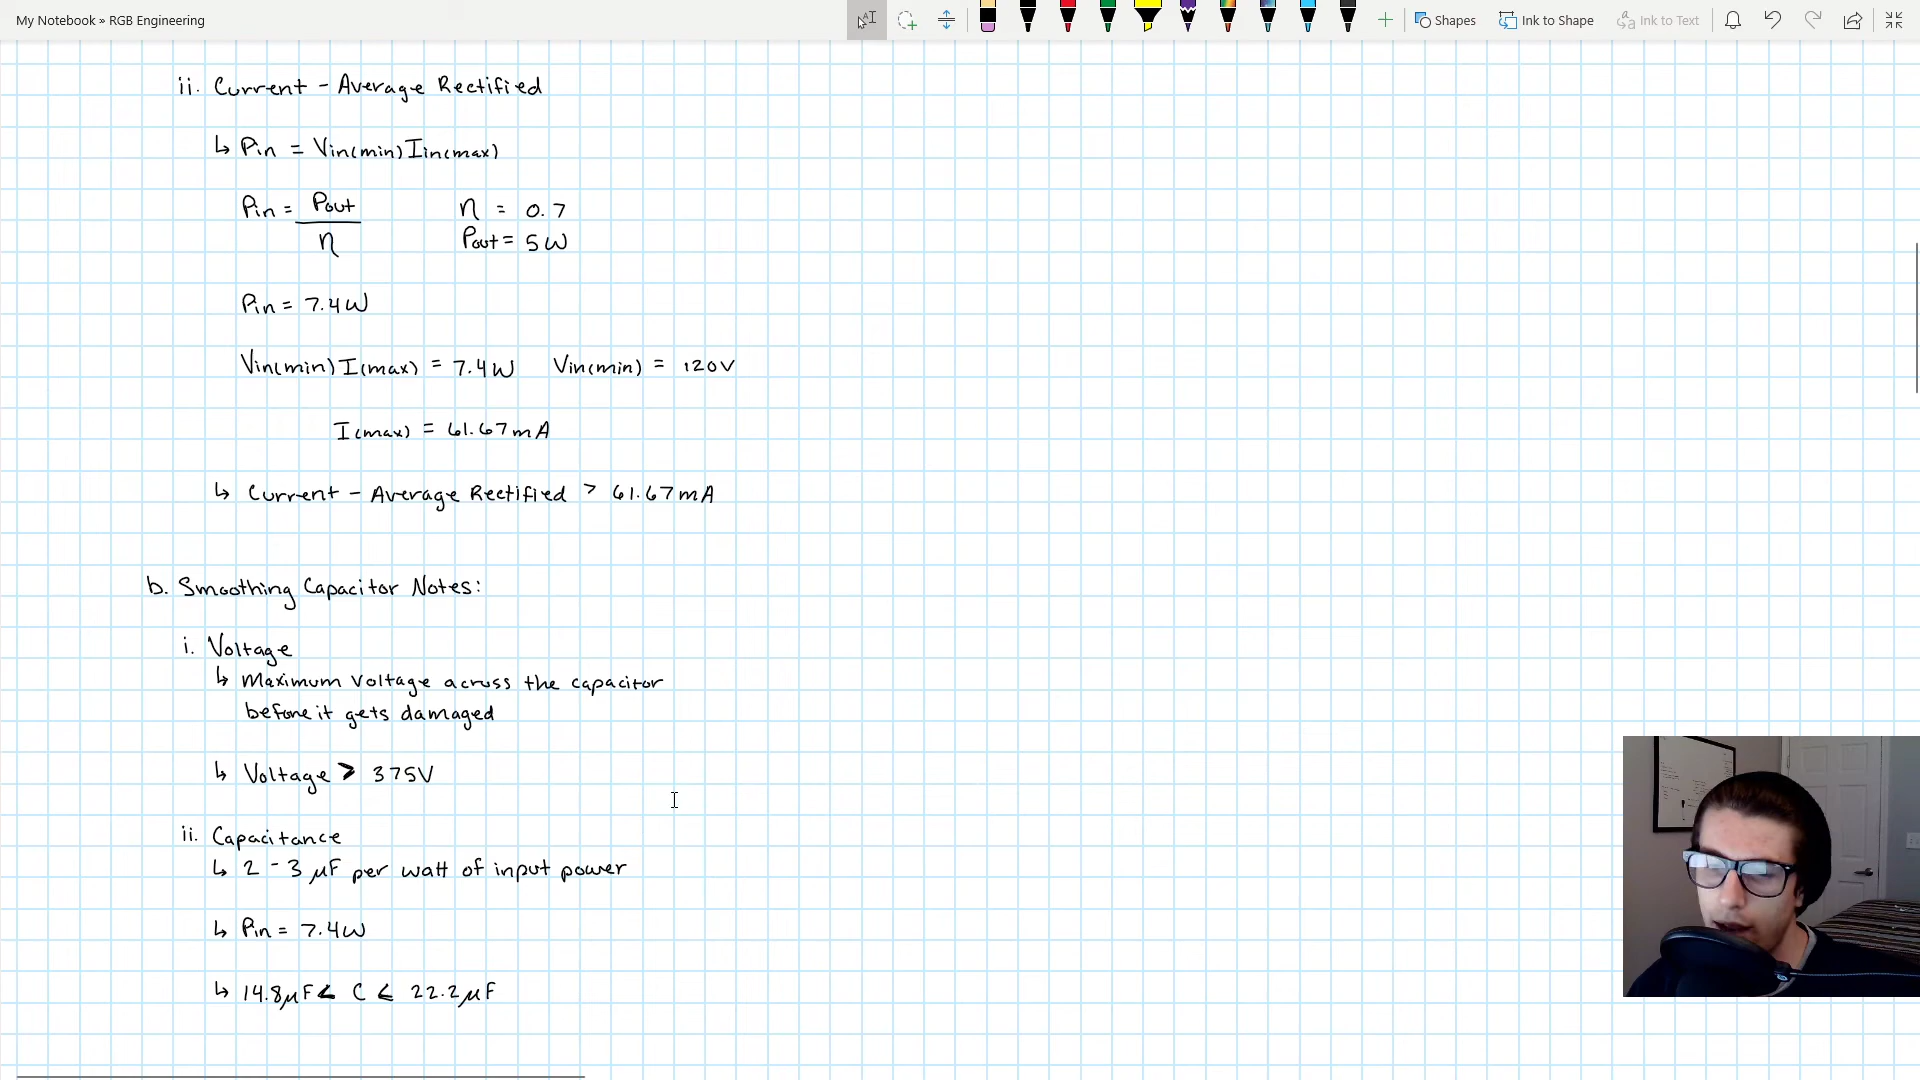 My Notebook » RGB Engineering
Shapes
Ink to Shape
Ink to Text
ii. Current - Average Rectified
↳ Pin = Vin(min) Iin(max)
Pin = Pout / η
η = 0.7
Pout = 5W
Pin = 7.4W
Vin(min) I(max) = 7.4W Vin(min) = 120V
I(max) = 61.67mA
↳ Current - Average Rectified > 61.67mA
b. Smoothing Capacitor Notes:
i. Voltage
↳ Maximum voltage across the capacitor
before it gets damaged
↳ Voltage > 375V
ii. Capacitance
↳ 2 - 3 μF per watt of input power
↳ Pin = 7.4W
↳ 14.8μF < C < 22.2μF